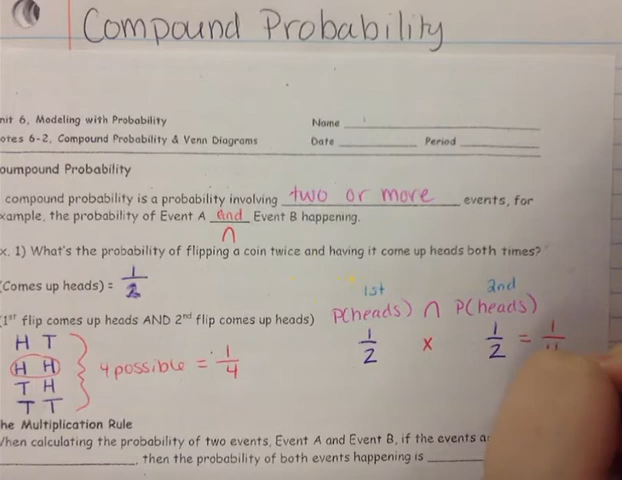 Compound Probability
nit 6, Modeling with Probability Name
otes 6-2, Compound Probability & Venn Diagrams Date Period
oumpound Probability
compound probability is a probability involving two or more events, for
xample, the probability of Event A and Event B happening.
∩
x. 1) What's the probability of flipping a coin twice and having it come up heads both times?
(Comes up heads) = 1/2
1st 2nd
P(heads) ∩ P(heads)
(1st flip comes up heads AND 2nd flip comes up heads)
1/2 x 1/2 = 1/4
H T
H H 4 possible = 1/4
T H
T T
he Multiplication Rule
When calculating the probability of two events, Event A and Event B, if the events a
, then the probability of both events happening is